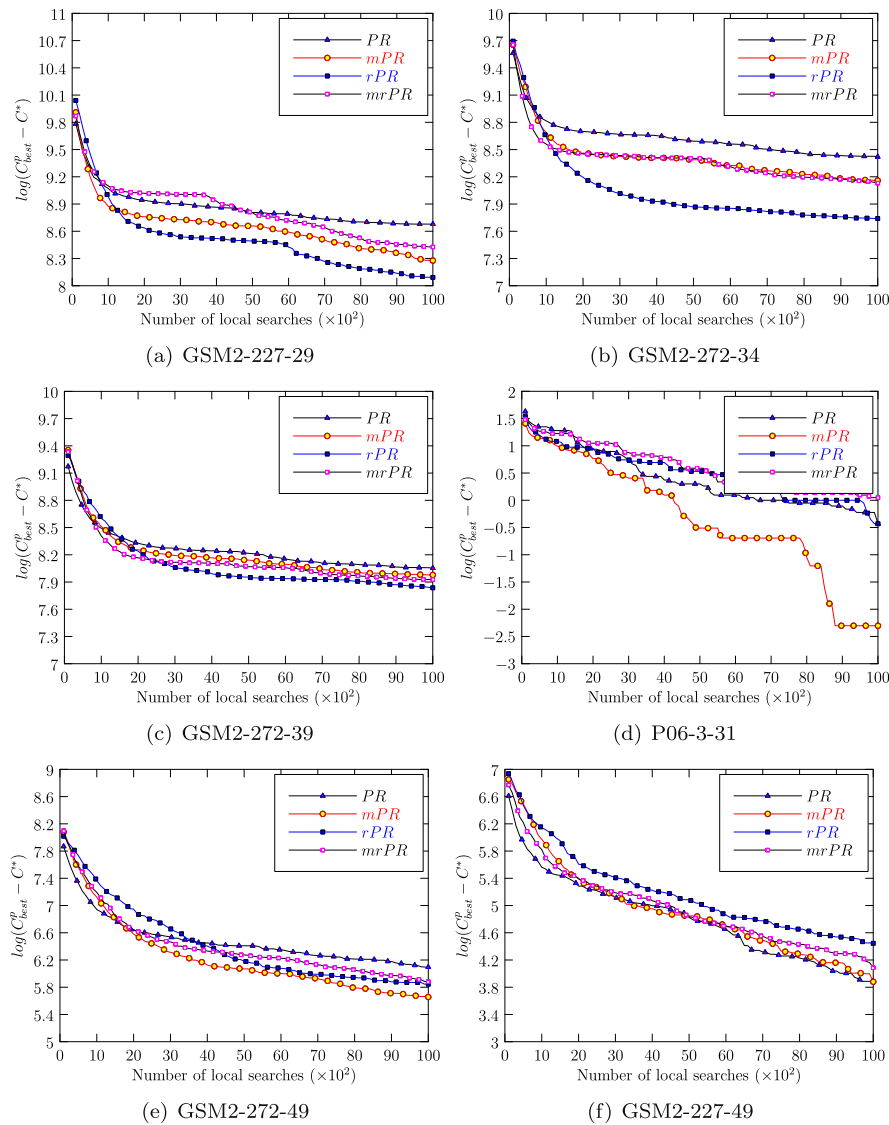 11
10.7
10.4
10.1
9.8
9.5
9.2
8.9
8.6
8.3
8
0 10 20 30 40 50 60 70 80 90 100
log(C^p_best − C*)
Number of local searches (×10^2)
PR
mPR
rPR
mrPR
(a) GSM2-227-29
10
9.7
9.4
9.1
8.8
8.5
8.2
7.9
7.6
7.3
7
0 10 20 30 40 50 60 70 80 90 100
log(C^p_best − C*)
Number of local searches (×10^2)
PR
mPR
rPR
mrPR
(b) GSM2-272-34
10
9.7
9.4
9.1
8.8
8.5
8.2
7.9
7.6
7.3
7
0 10 20 30 40 50 60 70 80 90 100
log(C^p_best − C*)
Number of local searches (×10^2)
PR
mPR
rPR
mrPR
(c) GSM2-272-39
2
1.5
1
0.5
0
−0.5
−1
−1.5
−2
−2.5
−3
0 10 20 30 40 50 60 70 80 90 100
log(C^p_best − C*)
Number of local searches (×10^2)
PR
mPR
rPR
mrPR
(d) P06-3-31
9
8.6
8.2
7.8
7.4
7
6.6
6.2
5.8
5.4
5
0 10 20 30 40 50 60 70 80 90 100
log(C^p_best − C*)
Number of local searches (×10^2)
PR
mPR
rPR
mrPR
(e) GSM2-272-49
7
6.6
6.2
5.8
5.4
5
4.6
4.2
3.8
3.4
3
0 10 20 30 40 50 60 70 80 90 100
log(C^p_best − C*)
Number of local searches (×10^2)
PR
mPR
rPR
mrPR
(f) GSM2-227-49